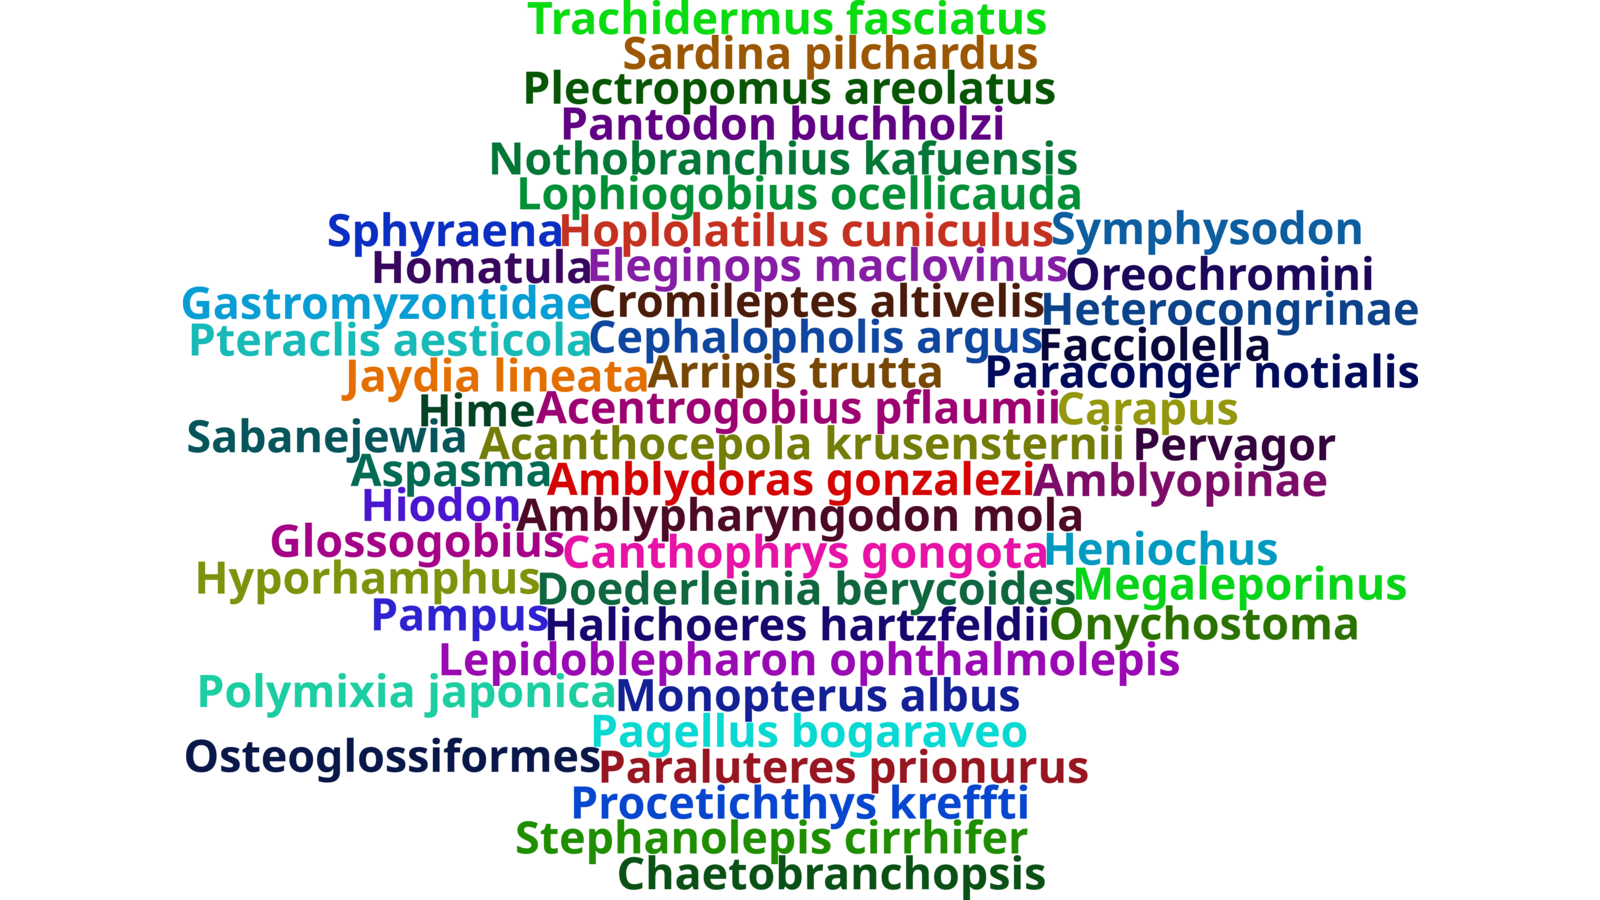 Trachidermus fasciatus
Sardina pilchardus
Plectropomus areolatus
Pantodon buchholzi
Nothobranchius kafuensis
Lophiogobius ocellicauda
Sphyraena Hoplolatilus cuniculus Symphysodon
Homatula Eleginops maclovinus Oreochromini
Gastromyzontidae Cromileptes altivelis Heterocongrinae
Pteraclis aesticola Cephalopholis argus Facciolella
Jaydia lineata Arripis trutta Paraconger notialis
Hime Acentrogobius pflaumii Carapus
Sabanejewia Acanthocepola krusensternii Pervagor
Aspasma Amblydoras gonzalezi Amblyopinae
Hiodon Amblypharyngodon mola
Glossogobius Canthophrys gongota Heniochus
Hyporhamphus Doederleinia berycoides Megaleporinus
Pampus Halichoeres hartzfeldii Onychostoma
Lepidoblepharon ophthalmolepis
Polymixia japonica Monopterus albus
Pagellus bogaraveo
Osteoglossiformes Paraluteres prionurus
Procetichthys kreffti
Stephanolepis cirrhifer
Chaetobranchopsis